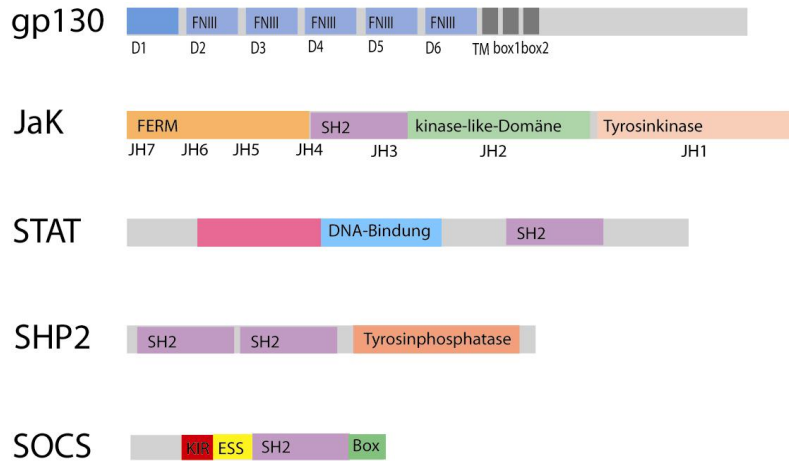 gp130
FNIII FNIII FNIII FNIII FNIII
D1 D2 D3 D4 D5 D6 TM box1 box2
JaK
FERM SH2 kinase-like-Domäne Tyrosinkinase
JH7 JH6 JH5 JH4 JH3 JH2 JH1
STAT
DNA-Bindung SH2
SHP2
SH2 SH2 Tyrosinphosphatase
SOCS
KIR ESS SH2 Box